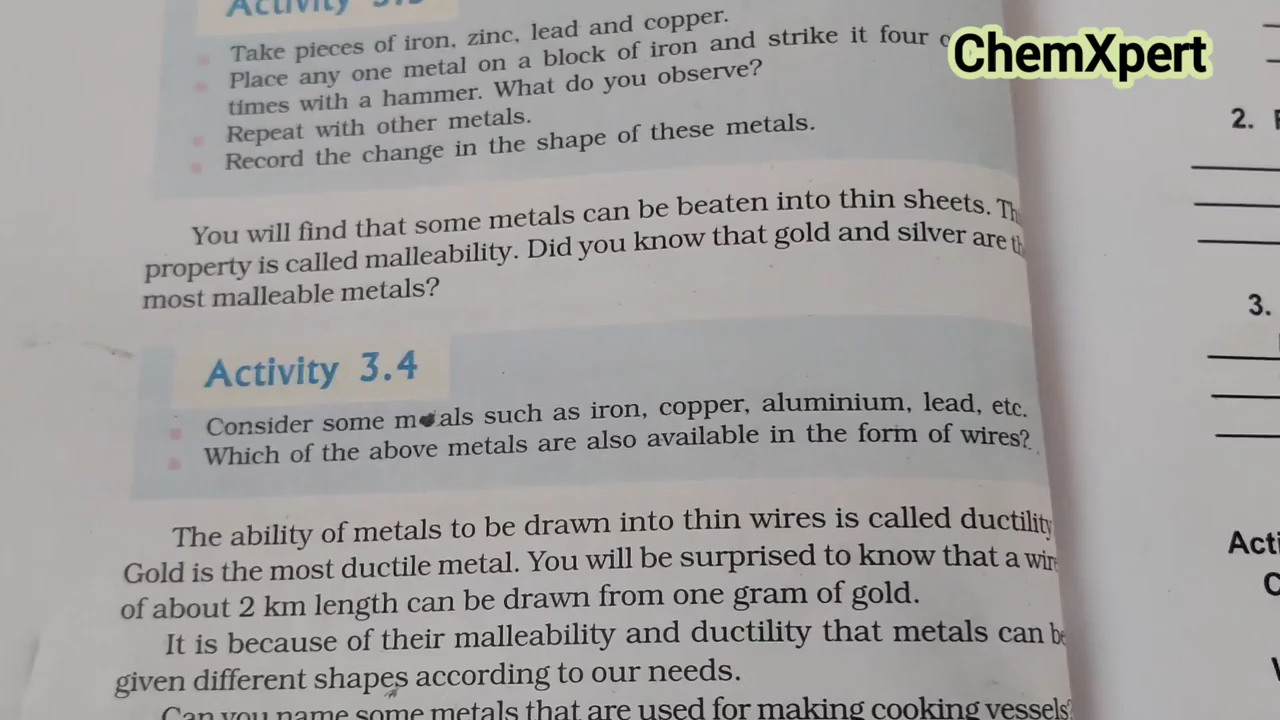 Activity 3.3
Take pieces of iron, zinc, lead and copper.
Place any one metal on a block of iron and strike it four
times with a hammer. What do you observe?
Repeat with other metals.
Record the change in the shape of these metals.
You will find that some metals can be beaten into thin sheets.
property is called malleability. Did you know that gold and silver are
most malleable metals?
Activity 3.4
Consider some metals such as iron, copper, aluminium, lead, etc.
Which of the above metals are also available in the form of wires?
The ability of metals to be drawn into thin wires is called ductility
Gold is the most ductile metal. You will be surprised to know that a
of about 2 km length can be drawn from one gram of gold.
It is because of their malleability and ductility that metals can
given different shapes according to our needs.
Can you name some metals that are used for making cooking vessels?
ChemXpert
2.
3.